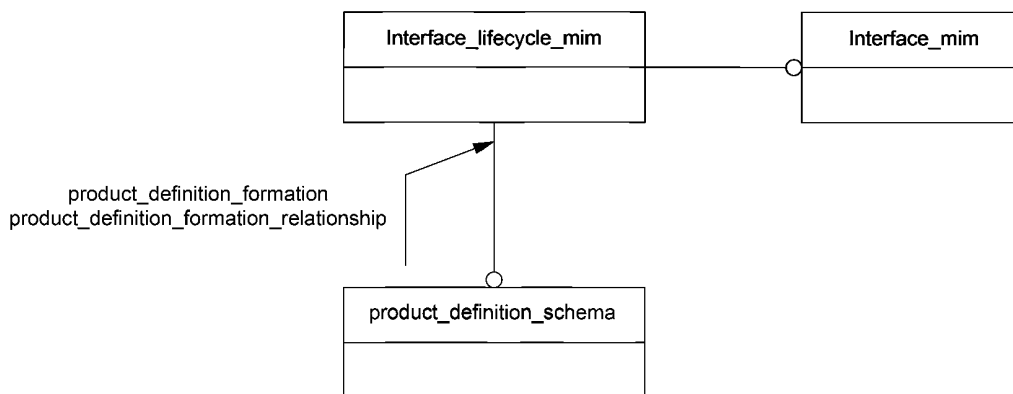 Interface_lifecycle_mim
Interface_mim
product_definition_formation
product_definition_formation_relationship
product_definition_schema